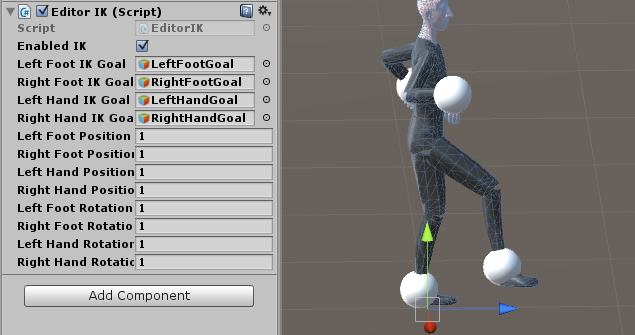 Editor IK (Script)
Script EditorIK
Enabled IK
Left Foot IK Goal LeftFootGoal
Right Foot IK Goa RightFootGoal
Left Hand IK Goal LeftHandGoal
Right Hand IK Goa RightHandGoal
Left Foot Position 1
Right Foot Position 1
Left Hand Position 1
Right Hand Positio 1
Left Foot Rotation 1
Right Foot Rotatio 1
Left Hand Rotation 1
Right Hand Rotatic 1
Add Component